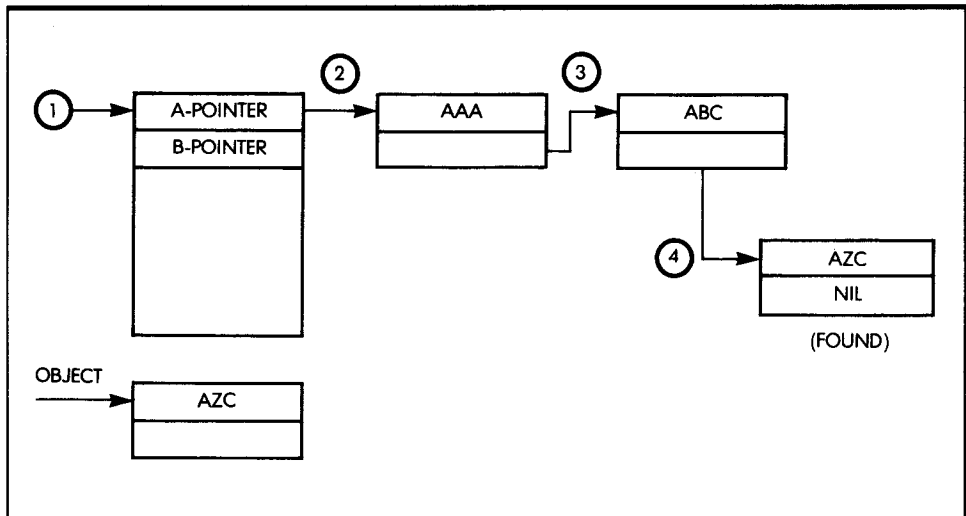 1
A-POINTER
B-POINTER
2
AAA
3
ABC
4
AZC
NIL
(FOUND)
OBJECT
AZC